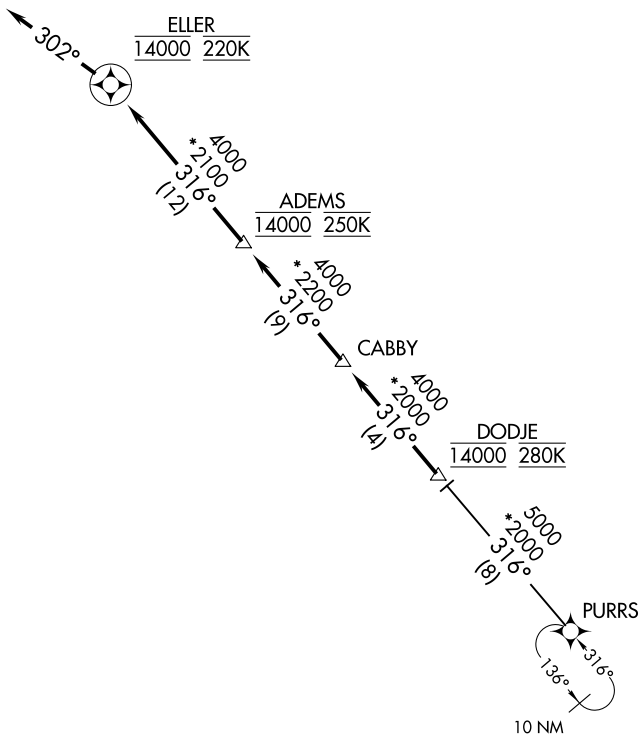 302°
ELLER
14000 220K
4000
*2100
316°
(12)
ADEMS
14000 250K
4000
*2200
316°
(9)
CABBY
4000
*2000
316°
(4)
DODJE
14000 280K
5000
*2000
316°
(8)
PURRS
316°
136°
10 NM